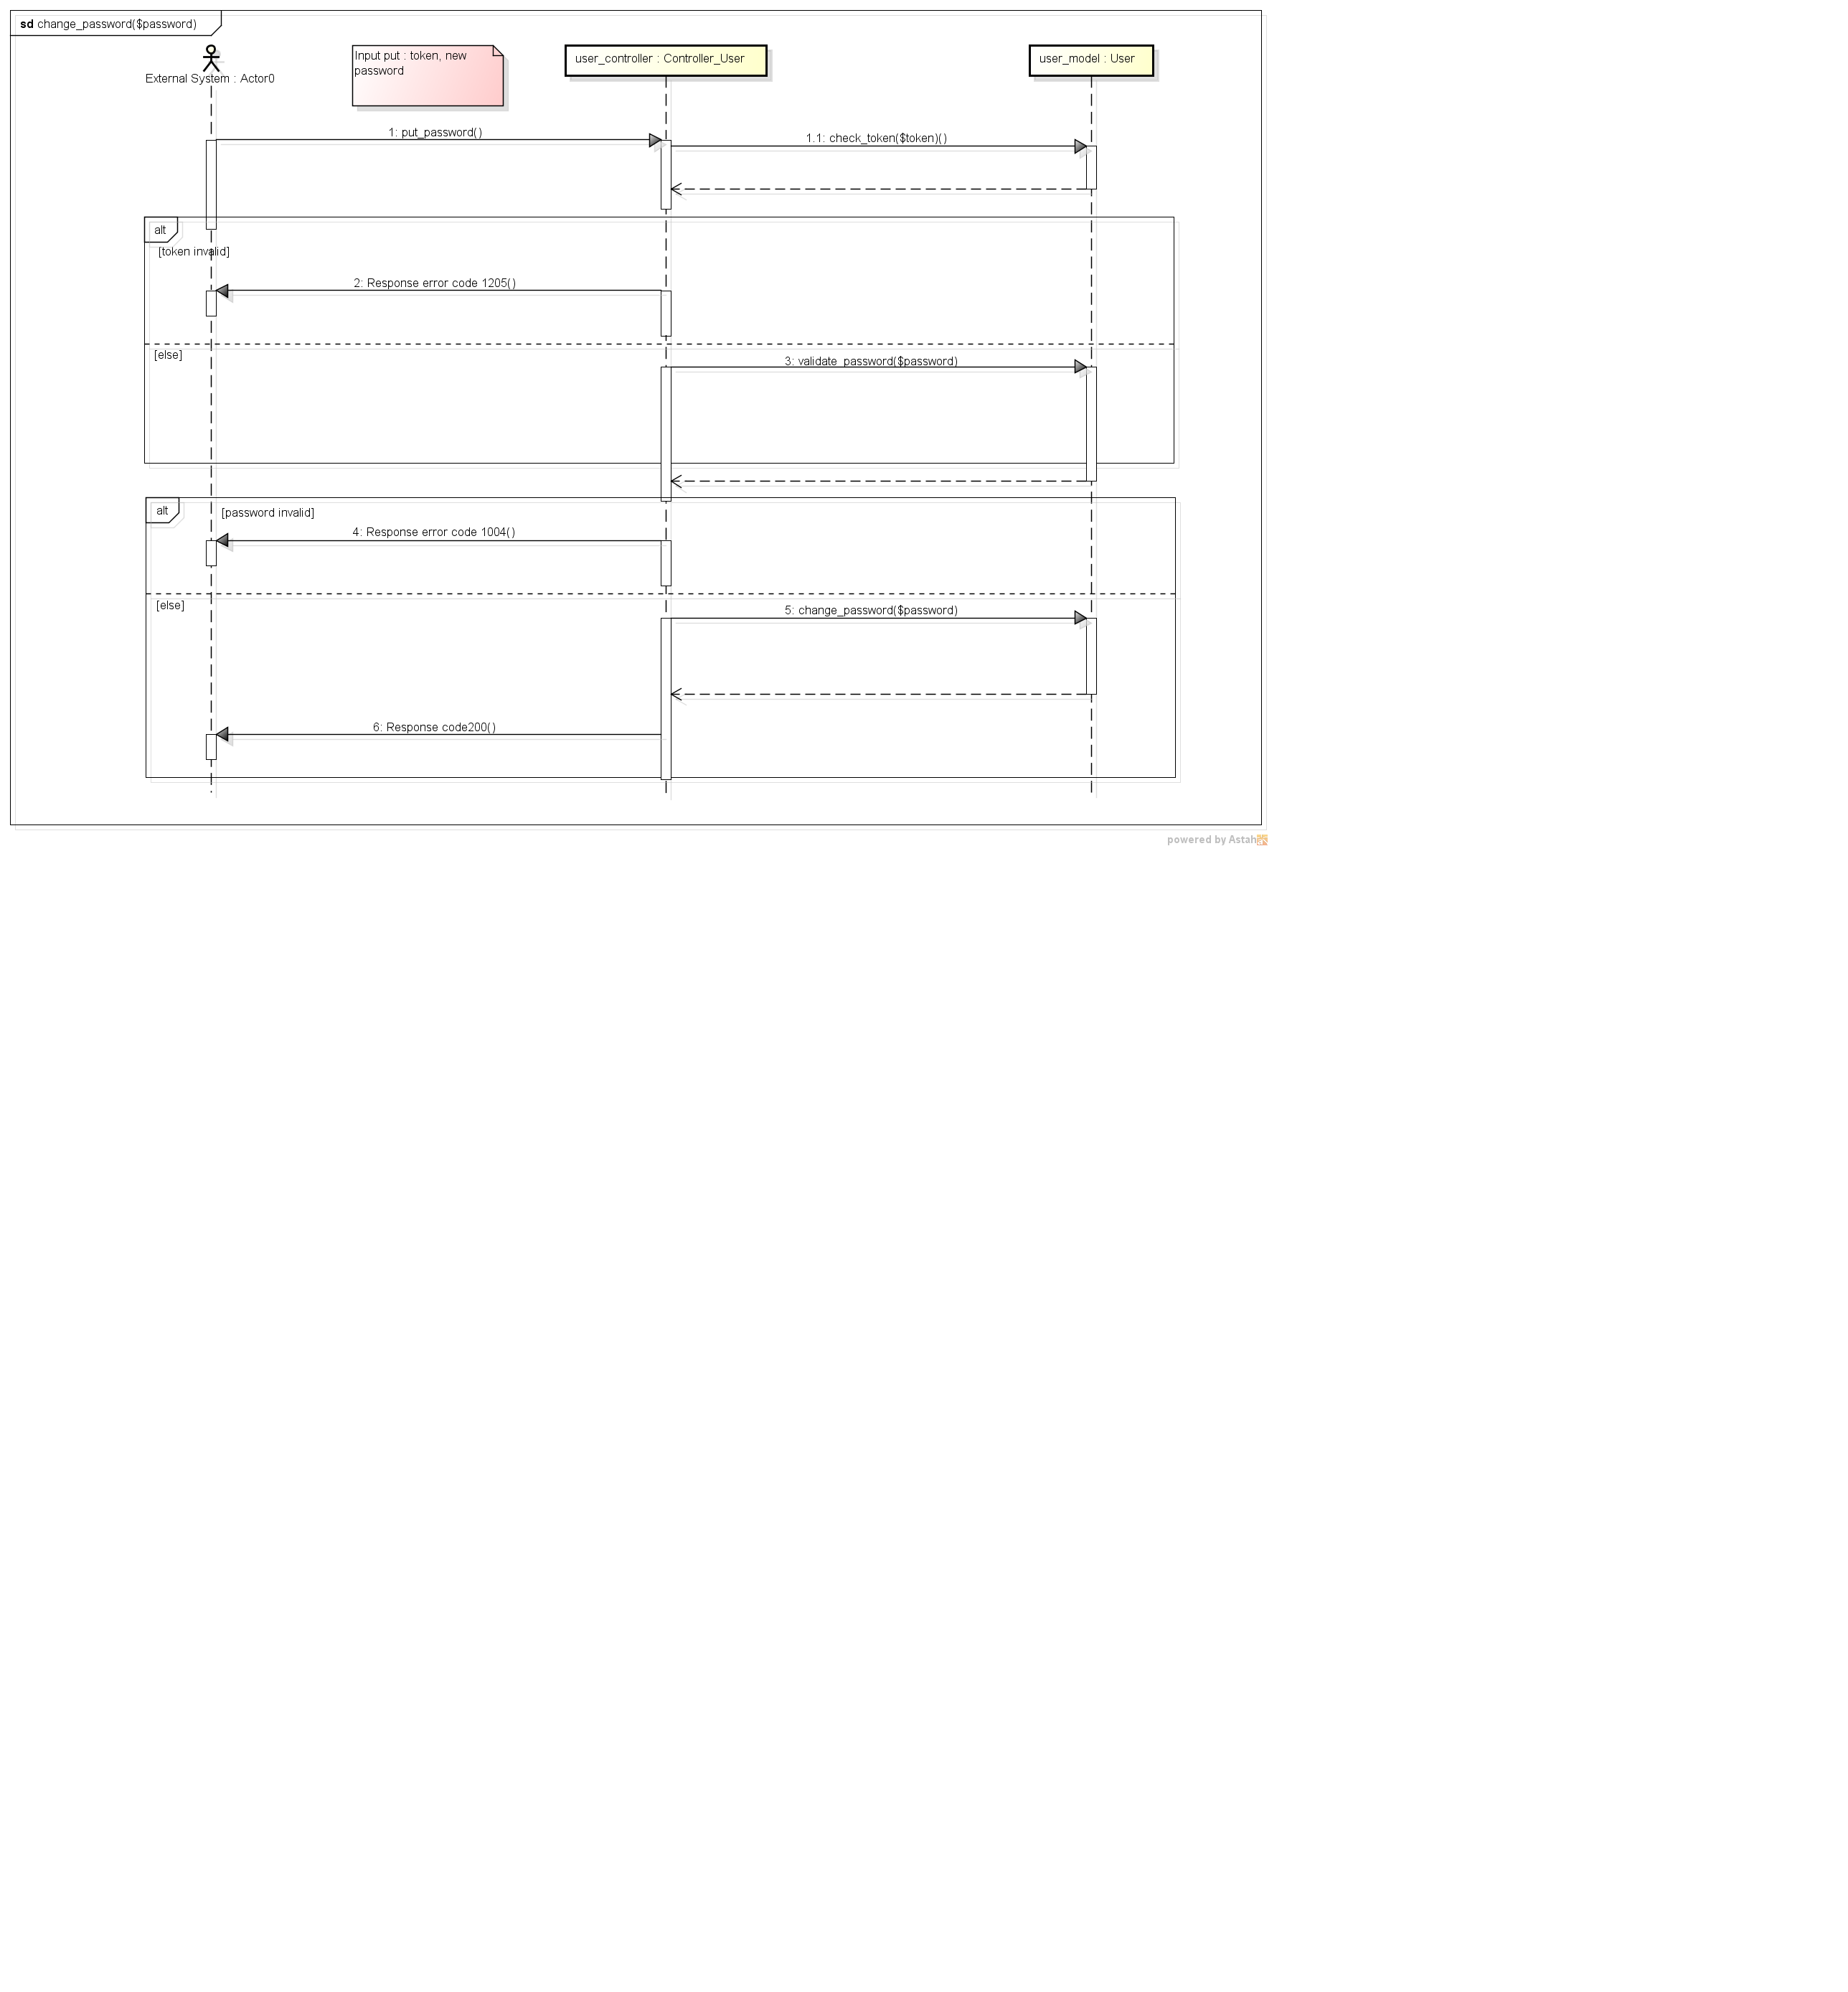 sd change_password($password)
External System : Actor0
Input put : token, new
password
user_controller : Controller_User
user_model : User
1: put_password()
1.1: check_token($token)()
alt
[token invalid]
2: Response error code 1205()
[else]
3: validate_password($password)
alt
[password invalid]
4: Response error code 1004()
[else]
5: change_password($password)
6: Response code200()
powered by Astah